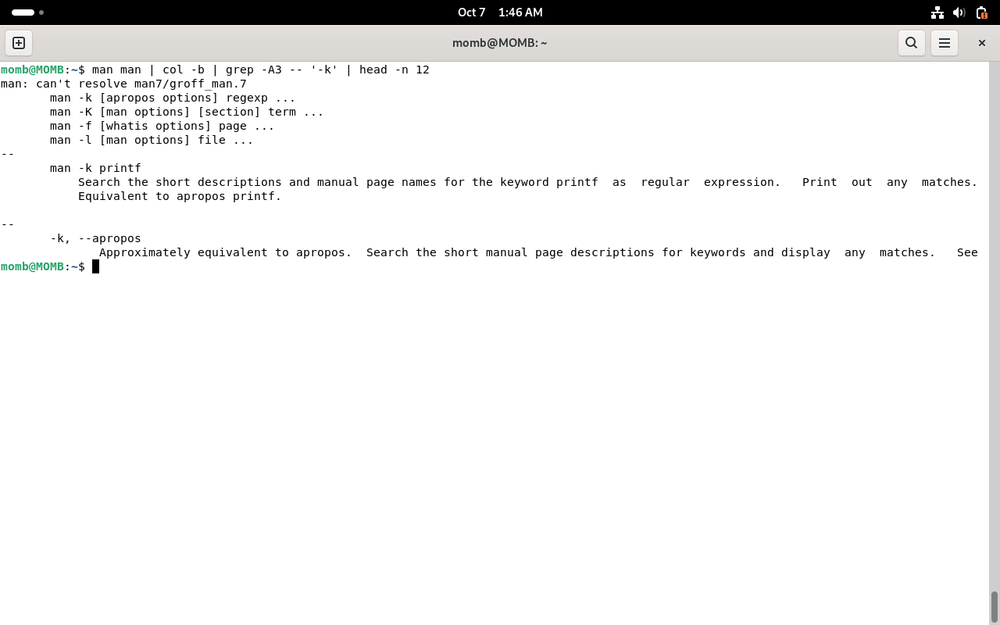 Oct 7 1:46 AM
momb@MOMB: ~
momb@MOMB:~$ man man | col -b | grep -A3 -- '-k' | head -n 12
man: can't resolve man7/groff_man.7
       man -k [apropos options] regexp ...
       man -K [man options] [section] term ...
       man -f [whatis options] page ...
       man -l [man options] file ...
--
       man -k printf
           Search the short descriptions and manual page names for the keyword printf  as  regular  expression.   Print  out  any  matches.
           Equivalent to apropos printf.
--
       -k, --apropos
              Approximately equivalent to apropos.  Search the short manual page descriptions for keywords and display  any  matches.   See
momb@MOMB:~$